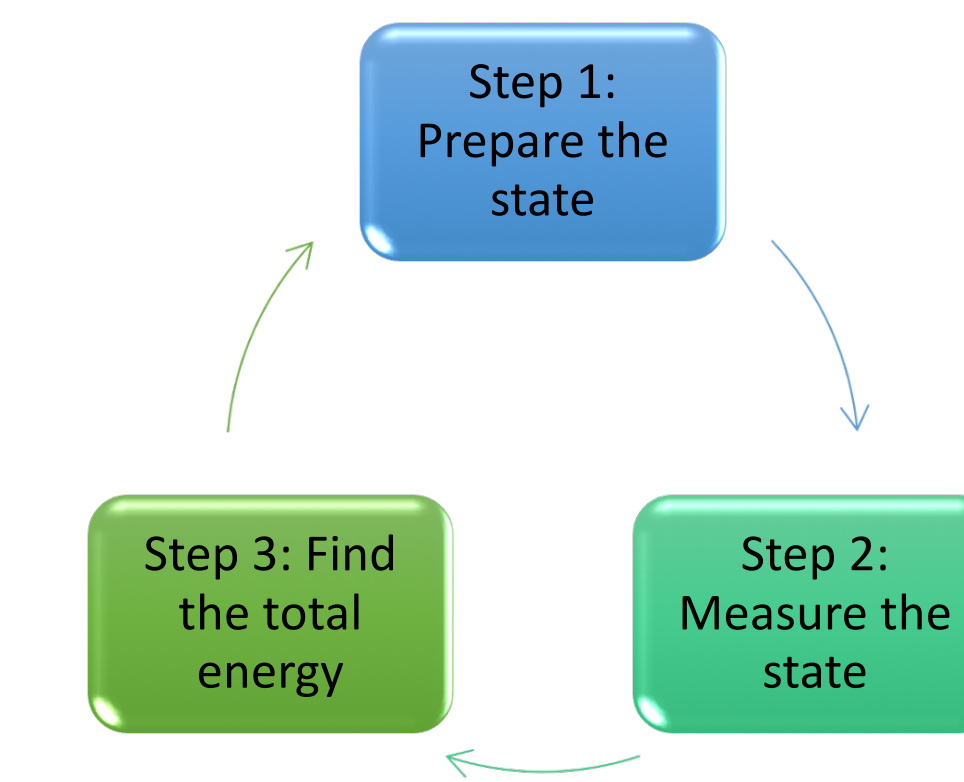 Step 1:
Prepare the
state
Step 3: Find
the total
energy
Step 2:
Measure the
state